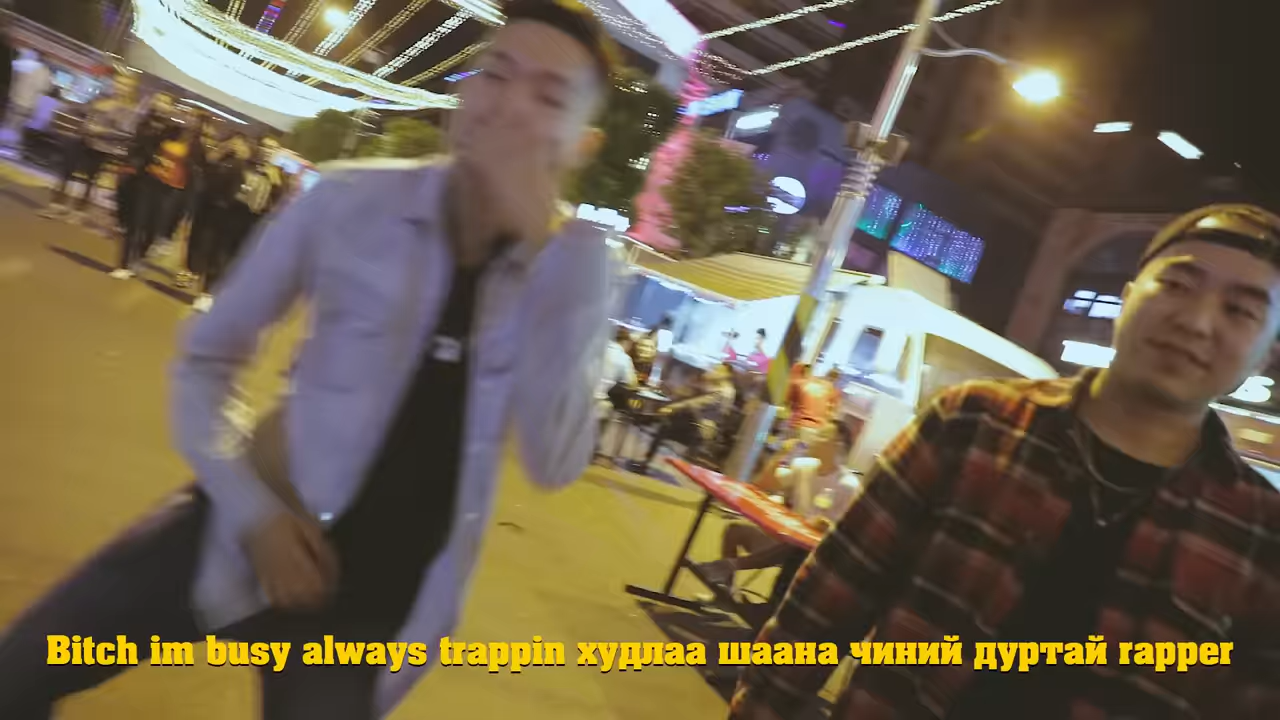 Bitch im busy always trappin худлаа шаана чиний дуртай rapper